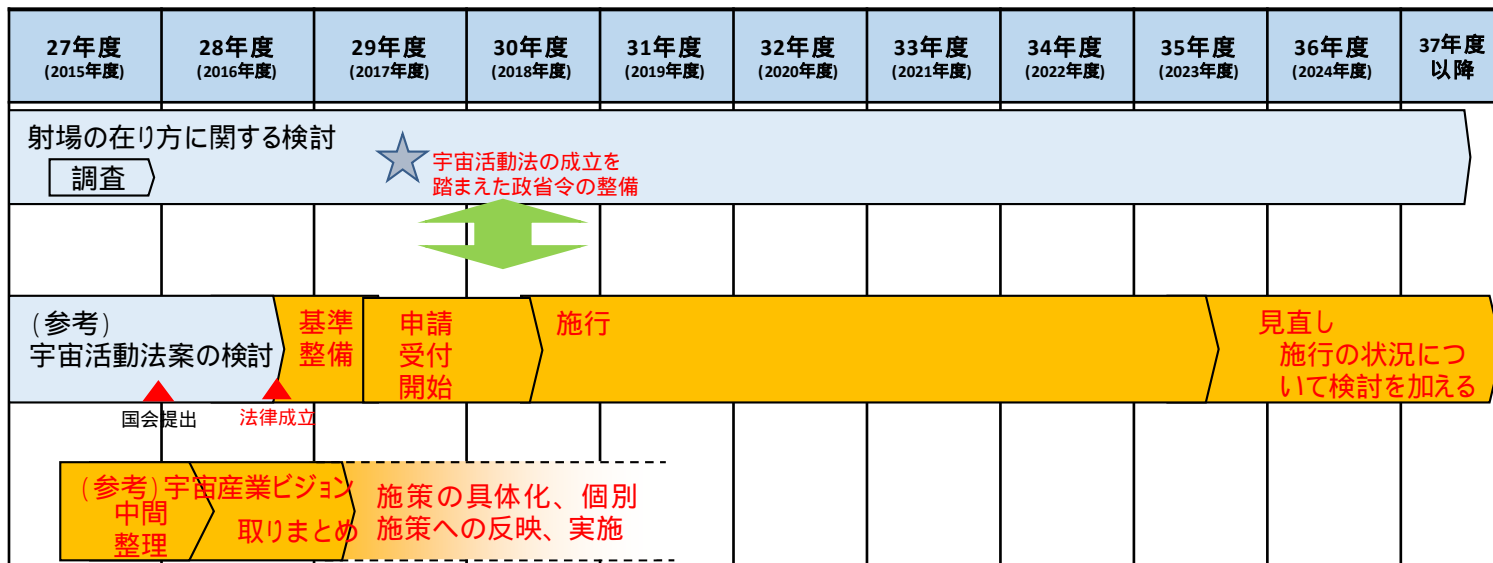 27年度
(2015年度)
28年度
(2016年度)
29年度
(2017年度)
30年度
(2018年度)
31年度
(2019年度)
32年度
(2020年度)
33年度
(2021年度)
34年度
(2022年度)
35年度
(2023年度)
36年度
(2024年度)
37年度
以降
射場の在り方に関する検討
調査
宇宙活動法の成立を
踏まえた政省令の整備
(参考)
宇宙活動法案の検討
基準
整備
申請
受付
開始
施行
見直し
施行の状況につ
いて検討を加える
国会提出
法律成立
(参考)宇宙産業ビジョン
中間
整理
取りまとめ
施策の具体化、個別
施策への反映、実施